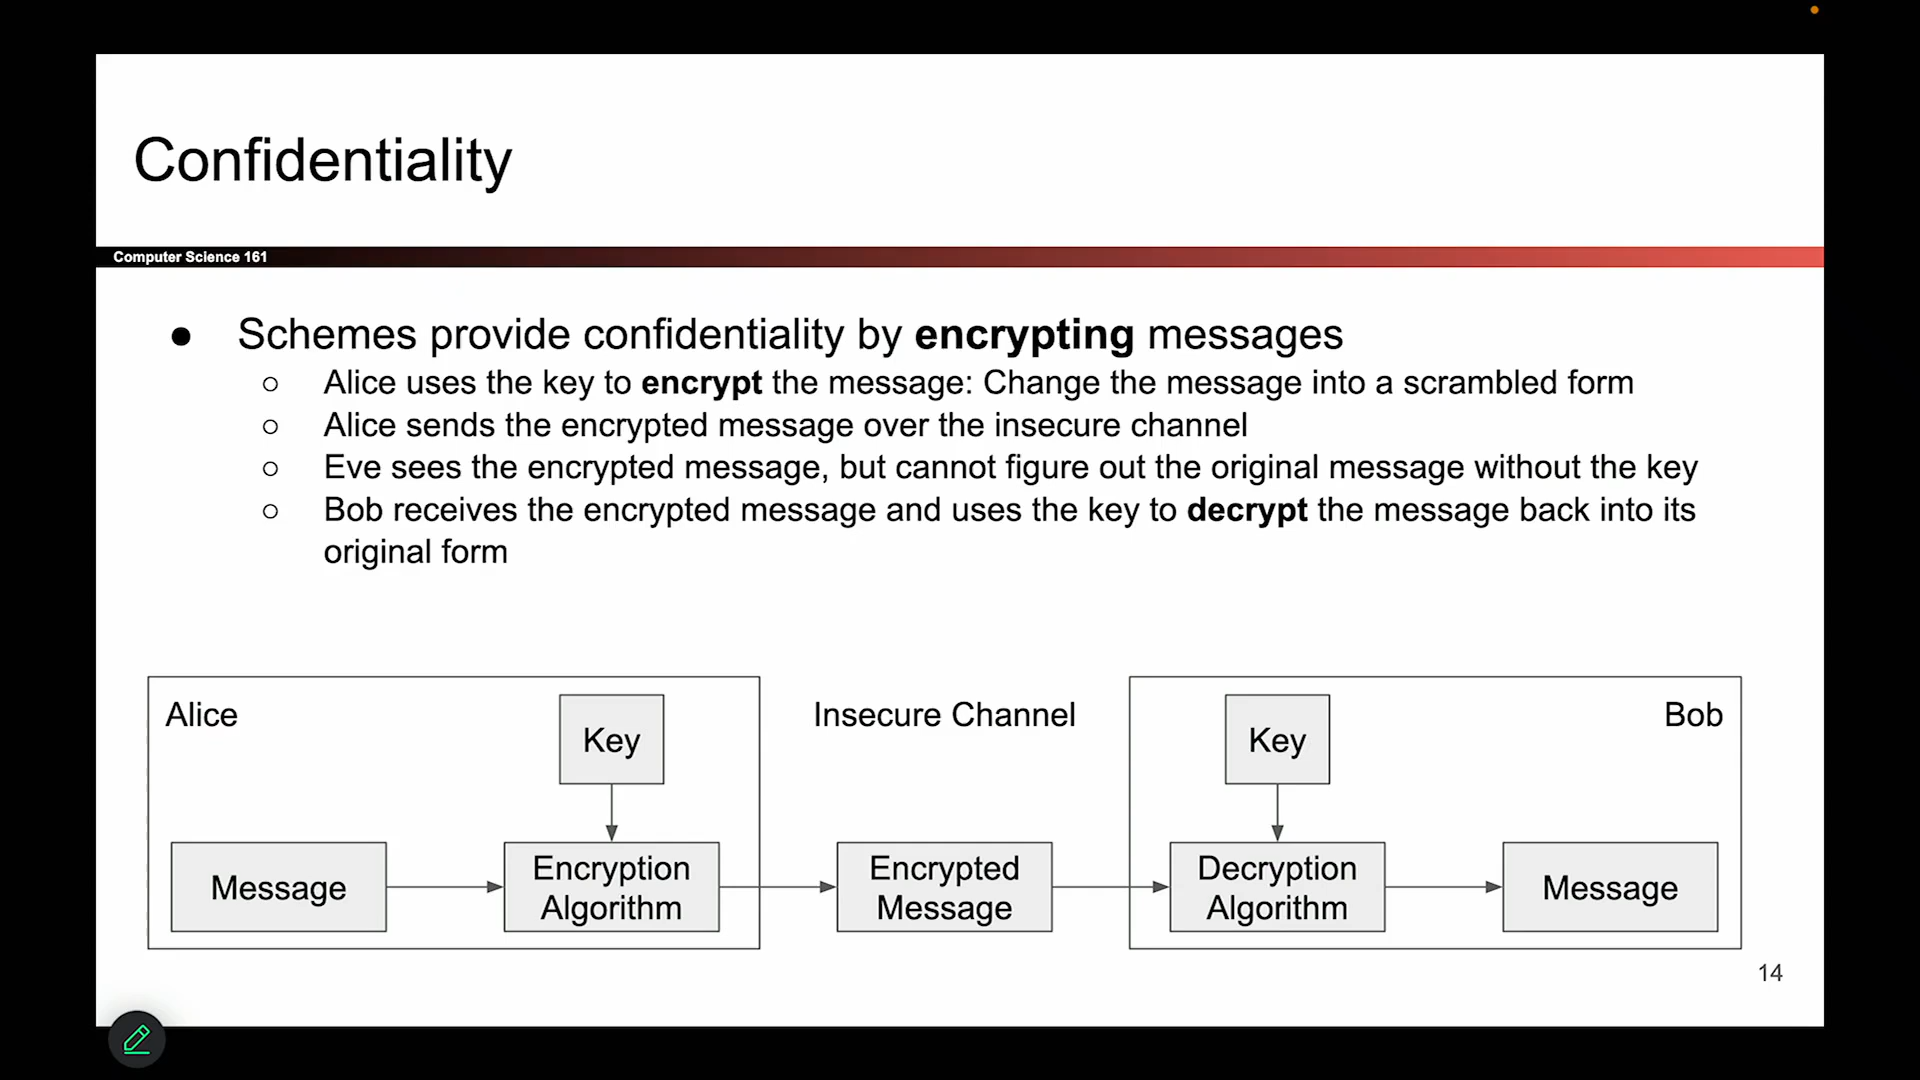 Confidentiality
Computer Science 161
● Schemes provide confidentiality by encrypting messages
○ Alice uses the key to encrypt the message: Change the message into a scrambled form
○ Alice sends the encrypted message over the insecure channel
○ Eve sees the encrypted message, but cannot figure out the original message without the key
○ Bob receives the encrypted message and uses the key to decrypt the message back into its
original form
Alice
Key
Message
Encryption
Algorithm
Insecure Channel
Encrypted
Message
Bob
Key
Decryption
Algorithm
Message
14